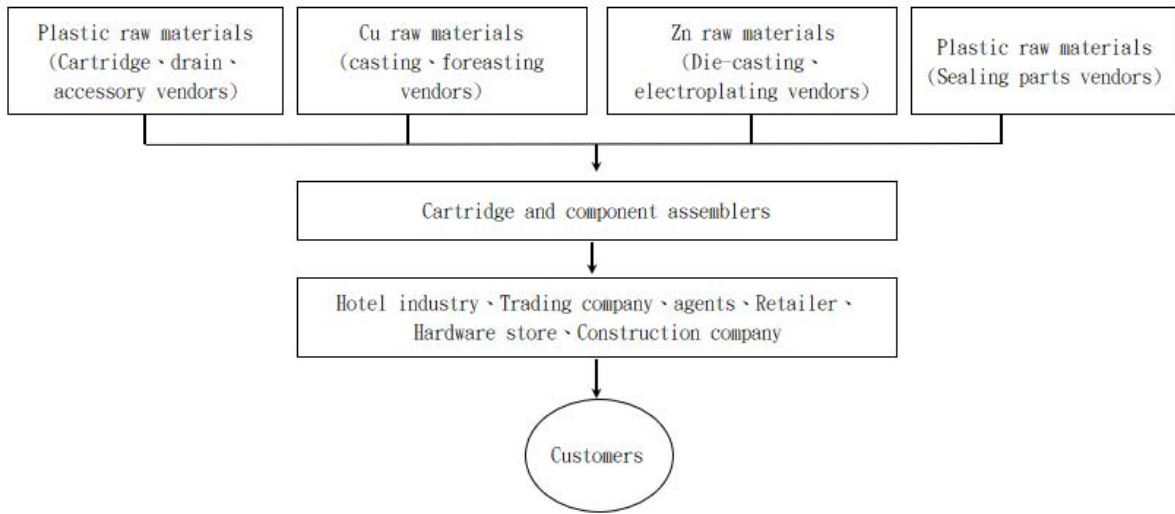 Plastic raw materials
(Cartridge、drain、
accessory vendors)
Cu raw materials
(casting、foreasting
vendors)
Zn raw materials
(Die-casting、
electroplating vendors)
Plastic raw materials
(Sealing parts vendors)
Cartridge and component assemblers
Hotel industry、Trading company、agents、Retailer、
Hardware store、Construction company
Customers